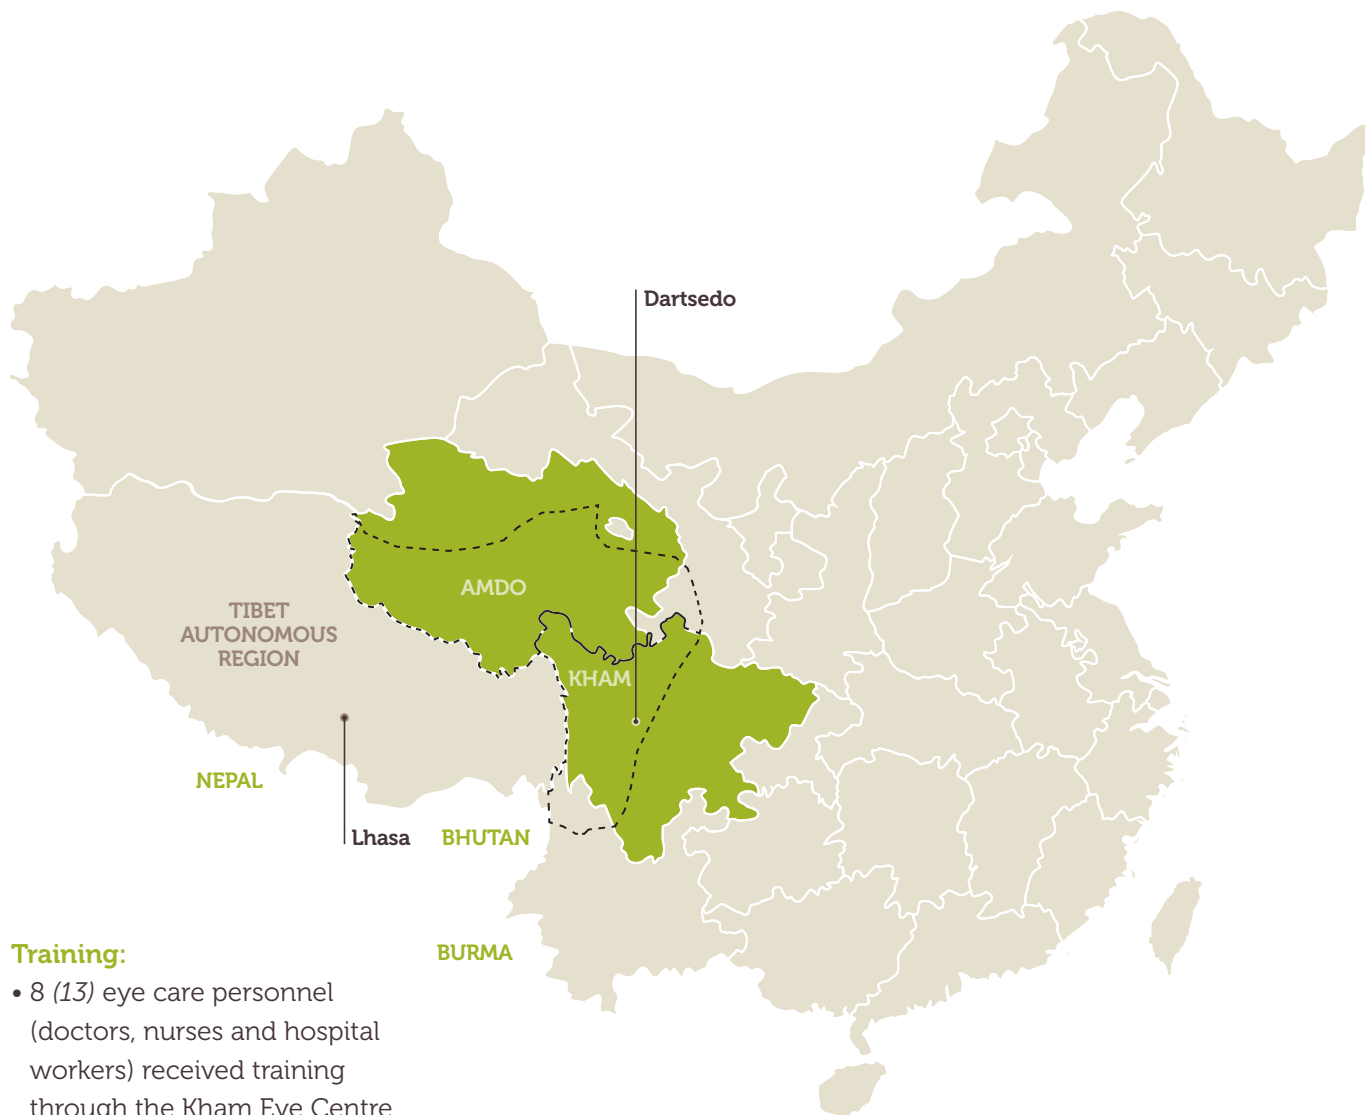 Dartsedo
AMDO
TIBET
AUTONOMOUS
REGION
KHAM
NEPAL
Lhasa
BHUTAN
BURMA
Training:
• 8 (13) eye care personnel
(doctors, nurses and hospital
workers) received training
through the Kham Eye Centre